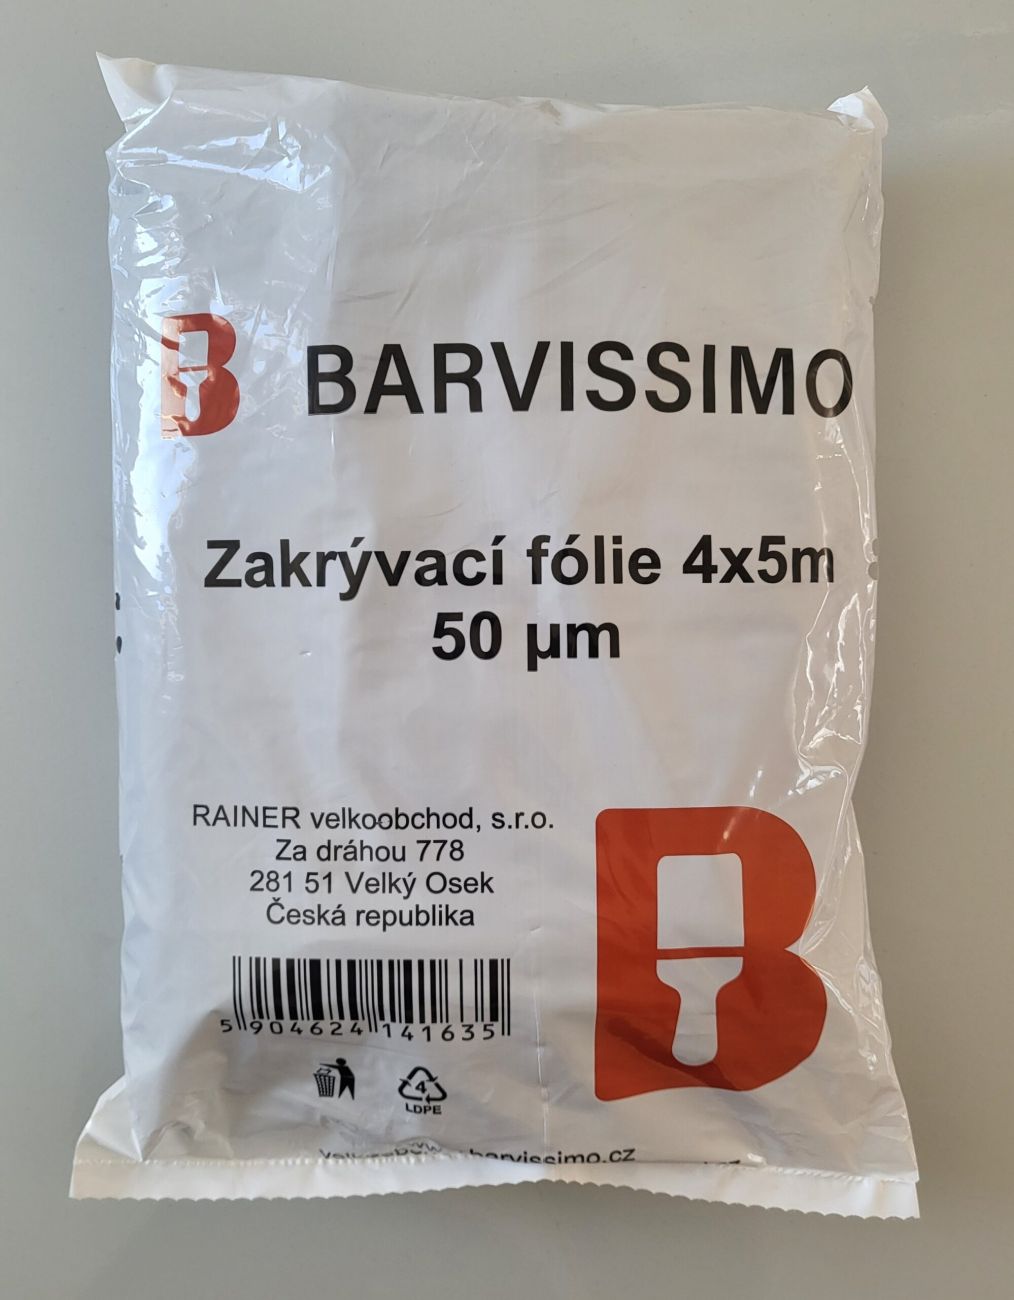 B BARVISSIMO
Zakrývací fólie 4x5m
50 µm
RAINER velkoobchod, s.r.o.
Za dráhou 778
281 51 Velký Osek
Česká republika
5 904624 141635
4
LDPE
barvissimo.cz
B